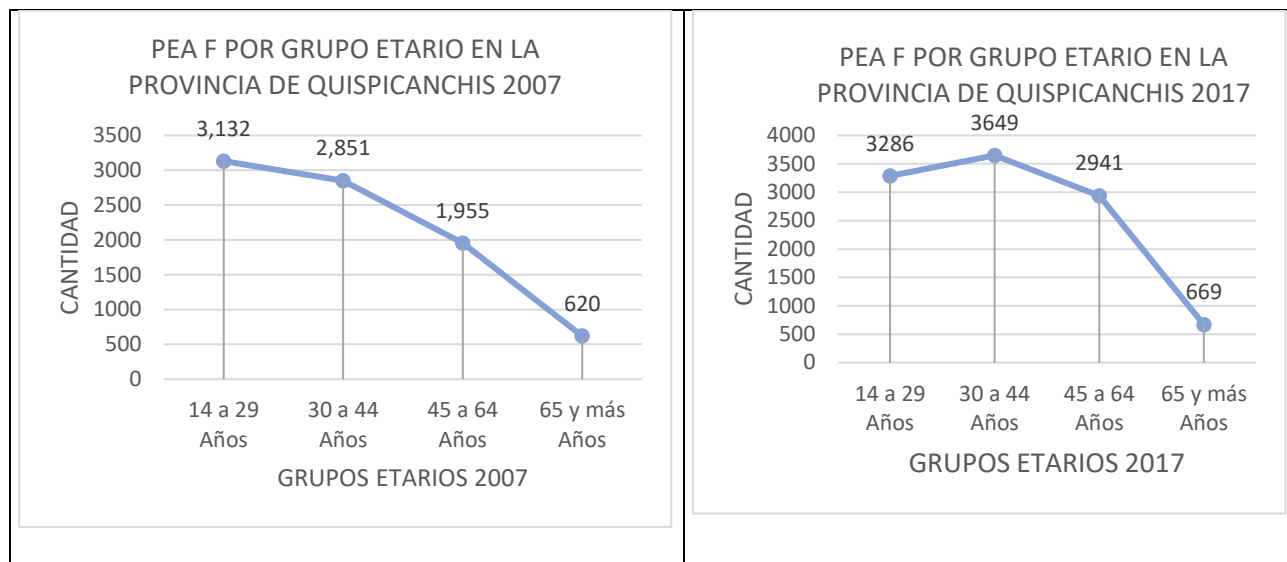 PEA F POR GRUPO ETARIO EN LA
PROVINCIA DE QUISPICANCHIS 2007
3500
3000
2500
2000
1500
1000
500
0
CANTIDAD
3,132
2,851
1,955
620
14 a 29
Años
30 a 44
Años
45 a 64
Años
65 y más
Años
GRUPOS ETARIOS 2007
PEA F POR GRUPO ETARIO EN LA
PROVINCIA DE QUISPICANCHIS 2017
4000
3500
3000
2500
2000
1500
1000
500
0
CANTIDAD
3286
3649
2941
669
14 a 29
Años
30 a 44
Años
45 a 64
Años
65 y más
Años
GRUPOS ETARIOS 2017